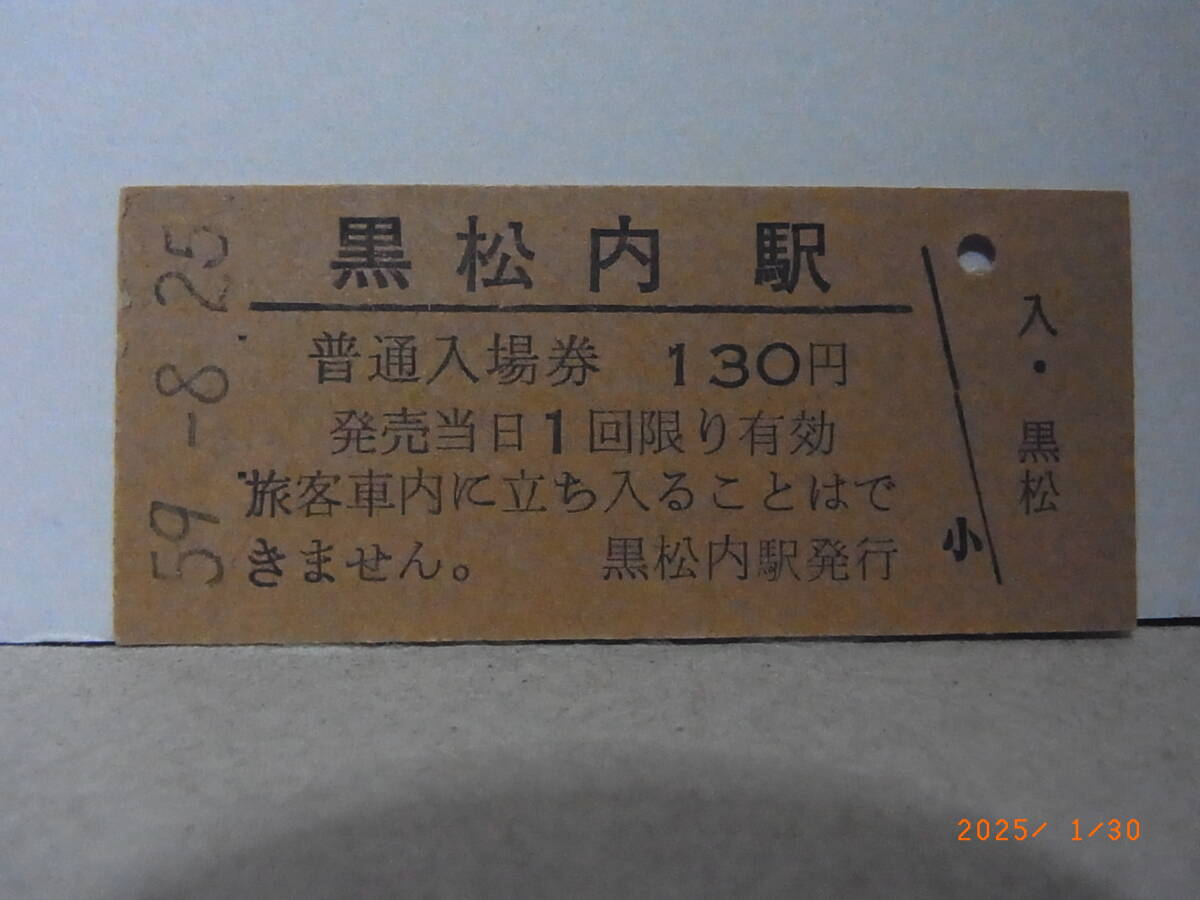 黒松内駅
普通入場券 130円
発売当日1回限り有効
旅客車内に立ち入ることはで
きません。 黒松内駅発行
59-8.25
小
入・黒松
2025/ 1/30